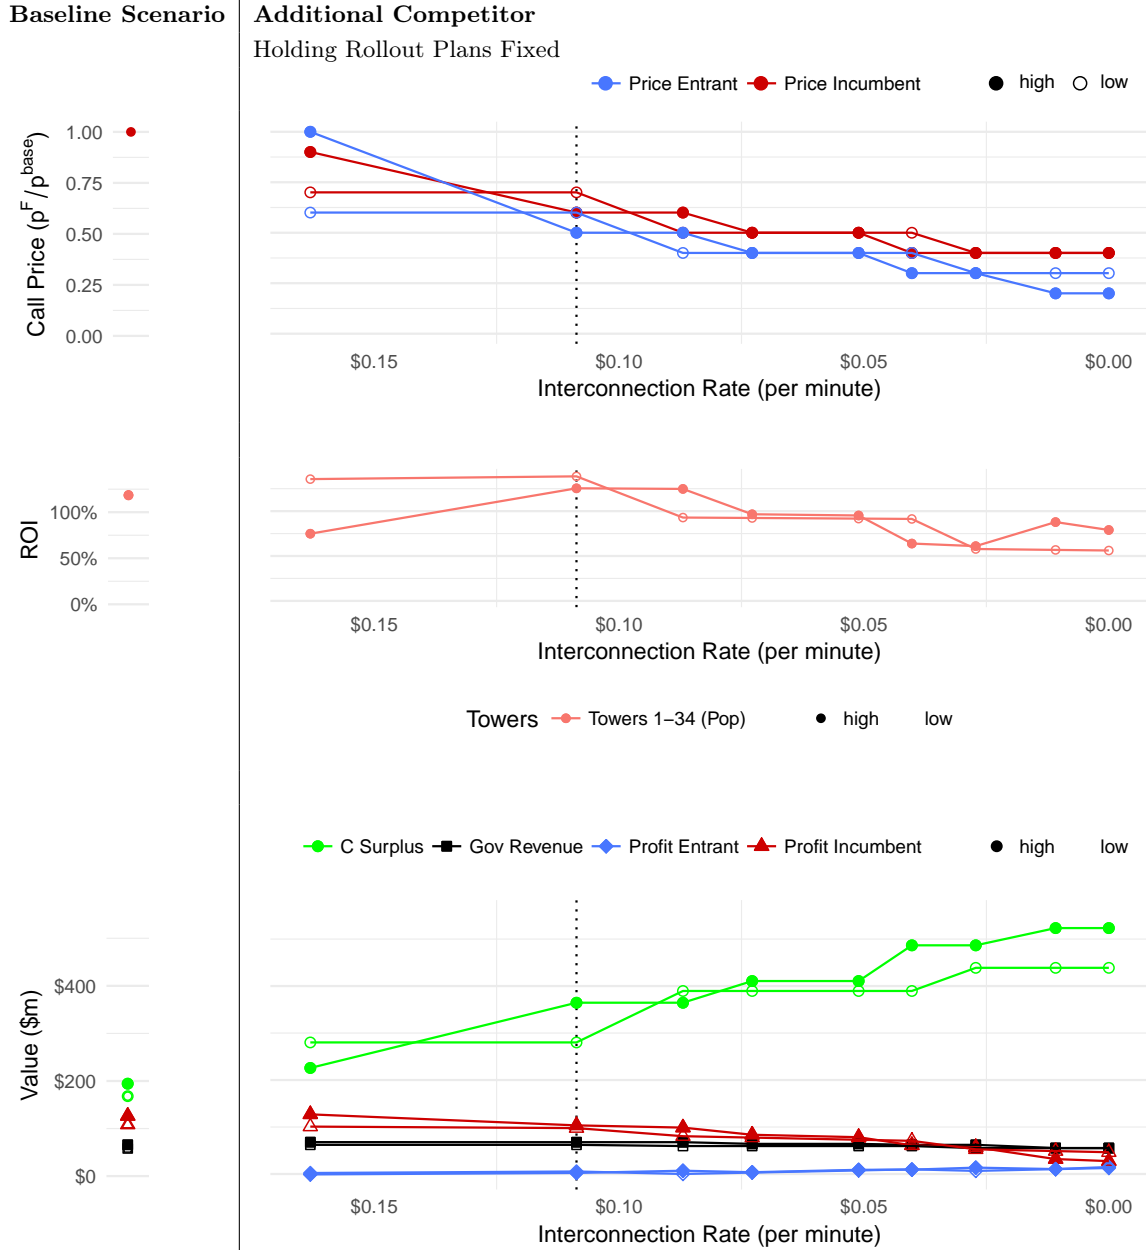 Baseline Scenario
Additional Competitor
Holding Rollout Plans Fixed
Price Entrant Price Incumbent high low
Call Price (p^F / p^base)
1.00
0.75
0.50
0.25
0.00
$0.15 $0.10 $0.05 $0.00
Interconnection Rate (per minute)
ROI
100%
50%
0%
$0.15 $0.10 $0.05 $0.00
Interconnection Rate (per minute)
Towers Towers 1−34 (Pop) high low
C Surplus Gov Revenue Profit Entrant Profit Incumbent high low
Value ($m)
$400
$200
$0
$0.15 $0.10 $0.05 $0.00
Interconnection Rate (per minute)